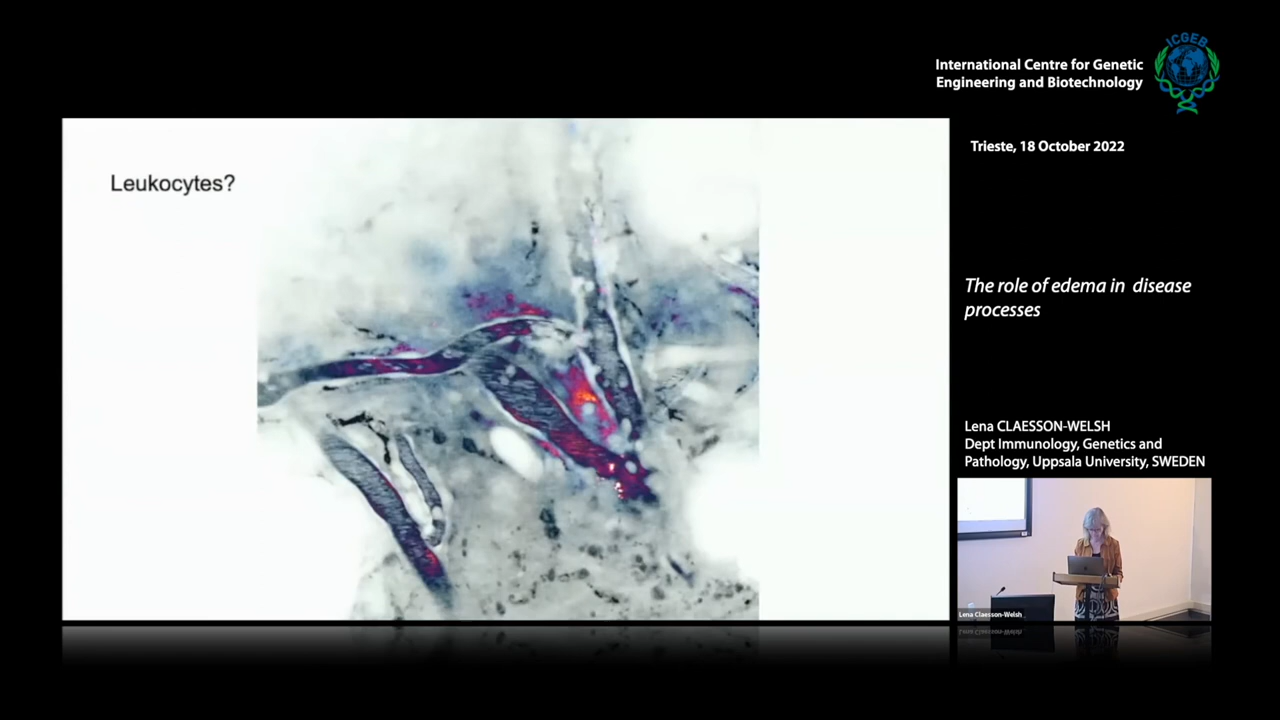 ICGEB
International Centre for Genetic
Engineering and Biotechnology
Trieste, 18 October 2022
Leukocytes?
The role of edema in disease
processes
Lena CLAESSON-WELSH
Dept Immunology, Genetics and
Pathology, Uppsala University, SWEDEN
Lena Claesson-Welsh